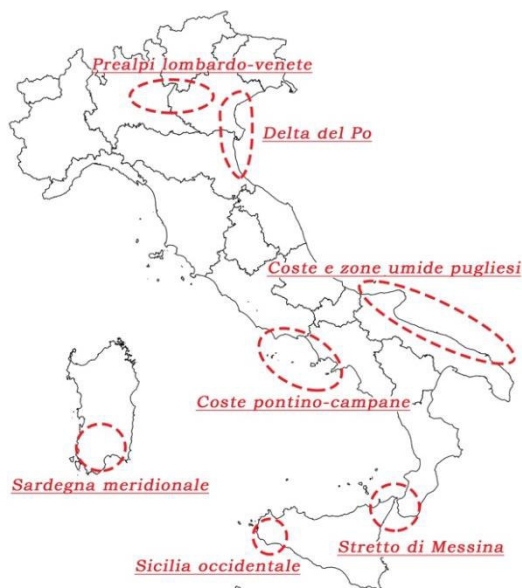 Prealpi lombardo-venete
Delta del Po
Coste e zone umide pugliesi
Coste pontino-campane
Sardegna meridionale
Sicilia occidentale
Stretto di Messina